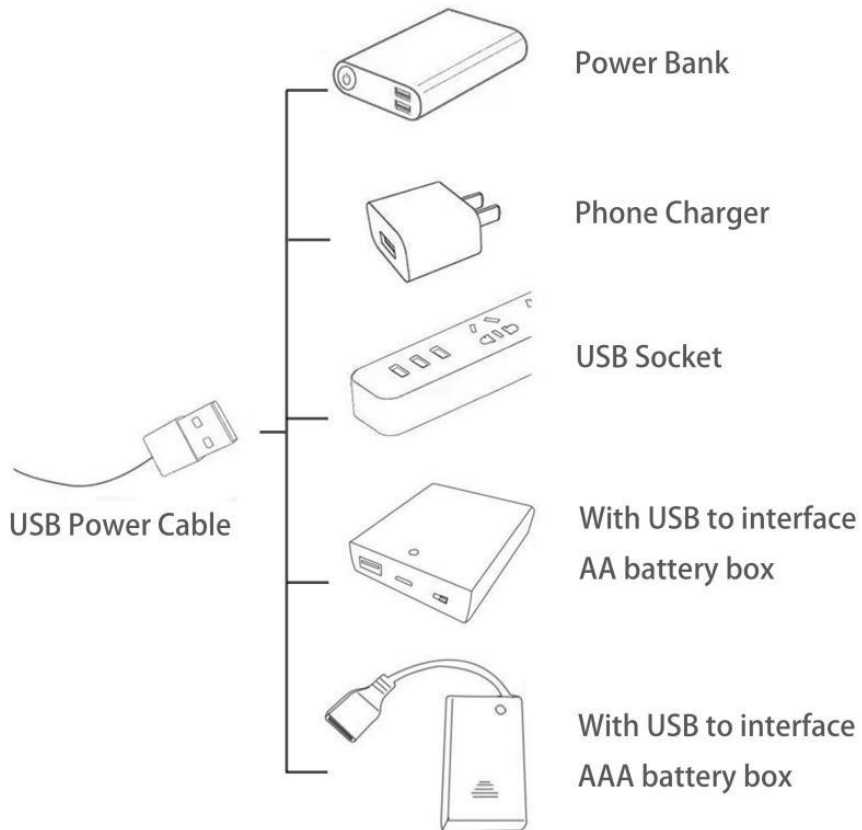 Power Bank
Phone Charger
USB Socket
USB Power Cable
With USB to interface
AA battery box
With USB to interface
AAA battery box